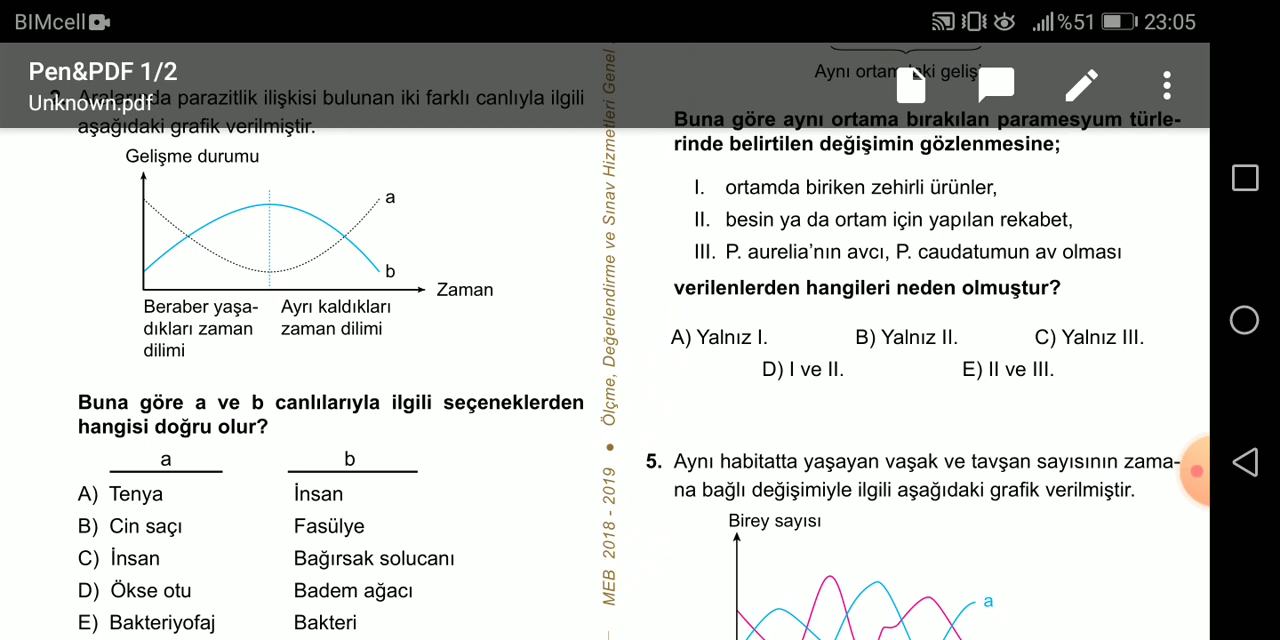 BIMcell
%51 23:05
Pen&PDF 1/2
Unknown.pdf
parazitlik ilişkisi bulunan iki farklı canlıyla ilgili
aşağıdaki grafik verilmiştir.
Gelişme durumu
a
b
Zaman
Beraber yaşa-
dıkları zaman
dilimi
Ayrı kaldıkları
zaman dilimi
Buna göre a ve b canlılarıyla ilgili seçeneklerden
hangisi doğru olur?
a b
A) Tenya İnsan
B) Cin saçı Fasülye
C) İnsan Bağırsak solucanı
D) Ökse otu Badem ağacı
E) Bakteriyofaj Bakteri
MEB 2018 - 2019 ● Ölçme, Değerlendirme ve Sınav Hizmetleri Genel
Aynı
Buna göre aynı ortama bırakılan paramesyum türle-
rinde belirtilen değişimin gözlenmesine;
I. ortamda biriken zehirli ürünler,
II. besin ya da ortam için yapılan rekabet,
III. P. aurelia’nın avcı, P. caudatumun av olması
verilenlerden hangileri neden olmuştur?
A) Yalnız I. B) Yalnız II. C) Yalnız III.
D) I ve II. E) II ve III.
5. Aynı habitatta yaşayan vaşak ve tavşan sayısının zama-
na bağlı değişimiyle ilgili aşağıdaki grafik verilmiştir.
Birey sayısı
a